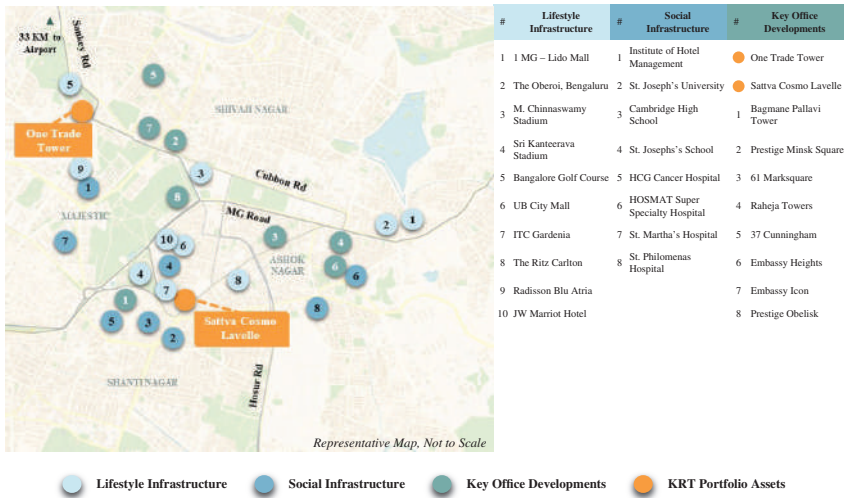 33 KM to
Airport
Sankey Rd
5
5
SHIVAJI NAGAR
One Trade
Tower
7
2
9
3
1
Cubbon Rd
8
MAJESTIC
MG Road
2
1
7
10
6
3
4
ASHOK
NAGAR
4
4
6
6
7
8
1
8
5
3
Sattva Cosmo
Lavelle
2
SHANTI NAGAR
Hosur Rd
Representative Map, Not to Scale
# Lifestyle Infrastructure # Social Infrastructure # Key Office Developments
1 1 MG – Lido Mall 1 Institute of Hotel Management One Trade Tower
2 The Oberoi, Bengaluru 2 St. Joseph's University Sattva Cosmo Lavelle
3 M. Chinnaswamy Stadium 3 Cambridge High School 1 Bagmane Pallavi Tower
4 Sri Kanteerava Stadium 4 St. Josephs's School 2 Prestige Minsk Square
5 Bangalore Golf Course 5 HCG Cancer Hospital 3 61 Marksquare
6 UB City Mall 6 HOSMAT Super Specialty Hospital 4 Raheja Towers
7 ITC Gardenia 7 St. Martha's Hospital 5 37 Cunningham
8 The Ritz Carlton 8 St. Philomenas Hospital 6 Embassy Heights
9 Radisson Blu Atria 7 Embassy Icon
10 JW Marriot Hotel 8 Prestige Obelisk
Lifestyle Infrastructure Social Infrastructure Key Office Developments KRT Portfolio Assets